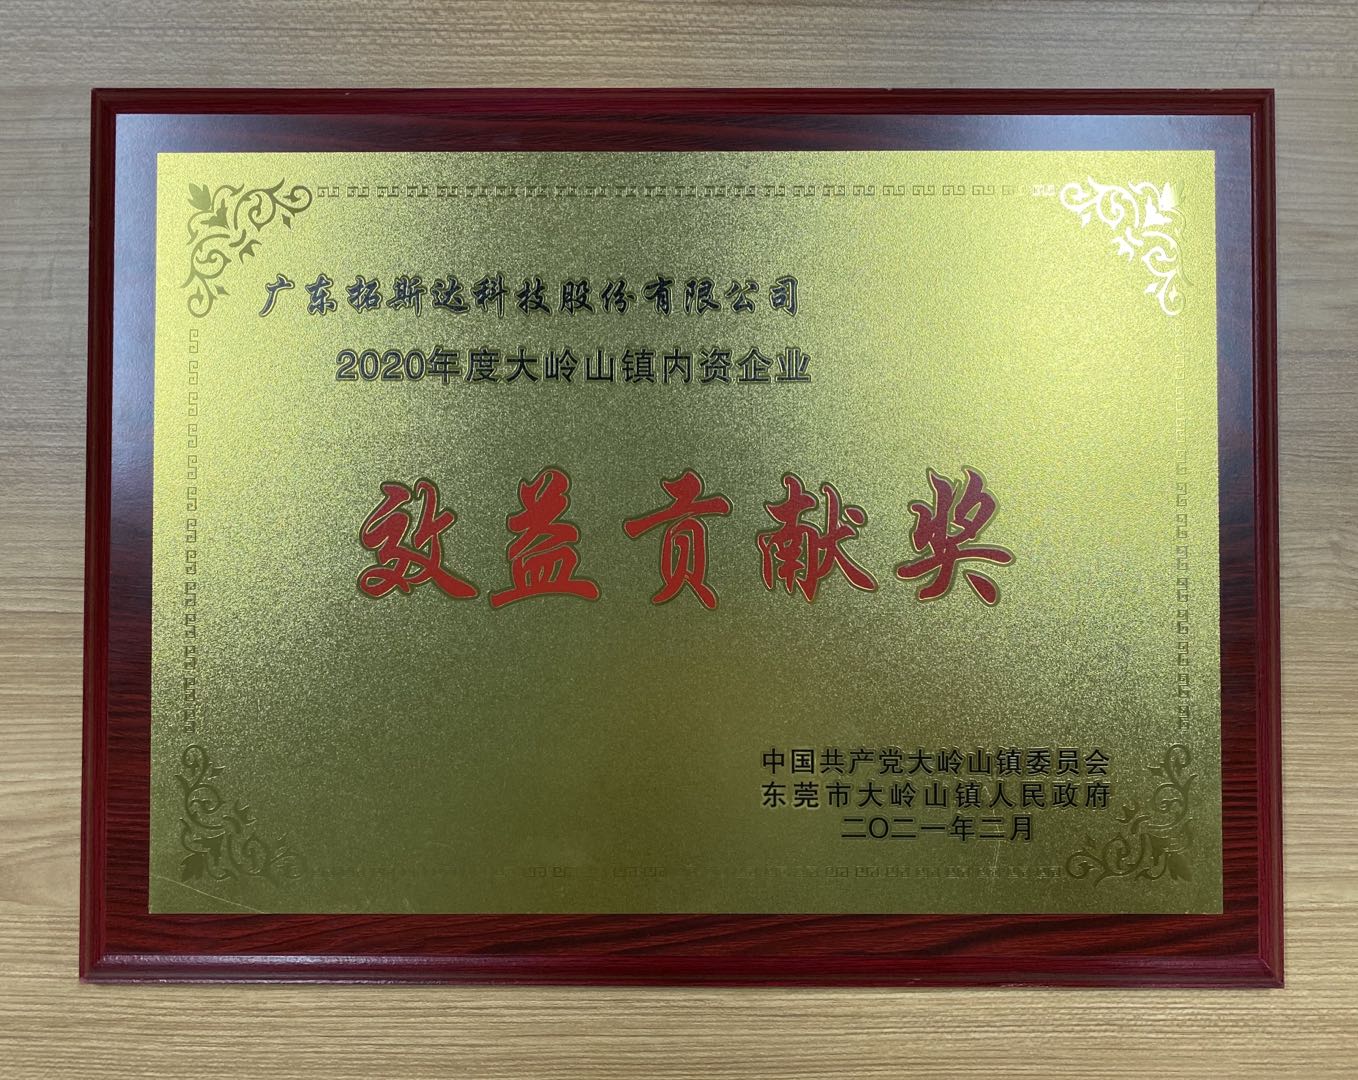 广东拓斯达科技股份有限公司
2020年度大岭山镇内资企业
效益贡献奖
中国共产党大岭山镇委员会
东莞市大岭山镇人民政府
二〇二一年二月